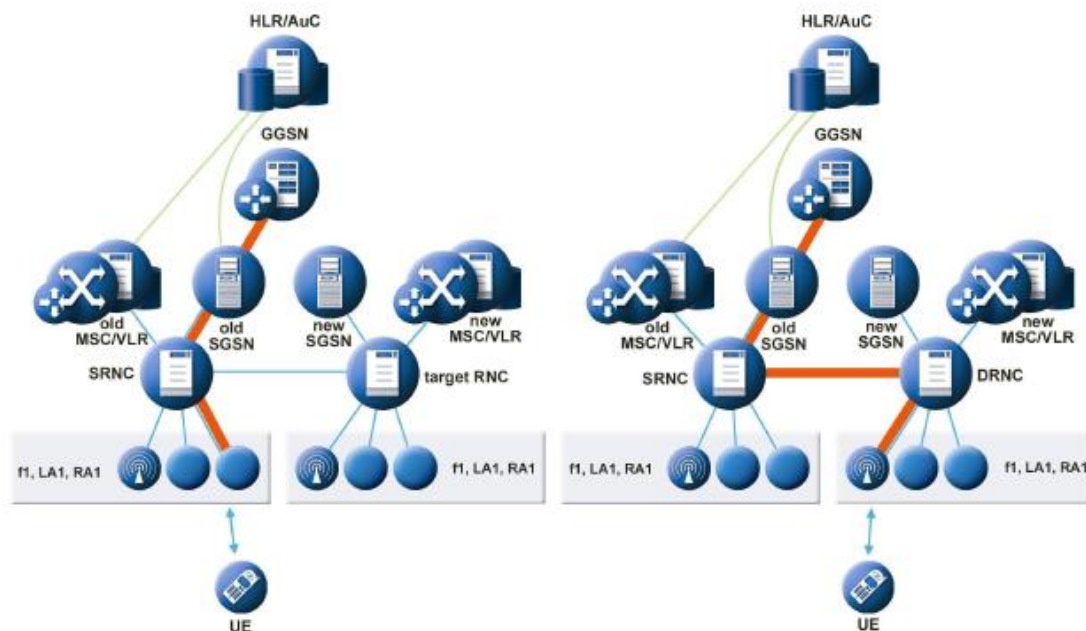 HLR/AuC
GGSN
old
MSC/VLR
old
SGSN
new
SGSN
new
MSC/VLR
SRNC
target RNC
f1, LA1, RA1
f1, LA1, RA1
UE
HLR/AuC
GGSN
old
MSC/VLR
old
SGSN
new
SGSN
new
MSC/VLR
SRNC
DRNC
f1, LA1, RA1
f1, LA1, RA1
UE